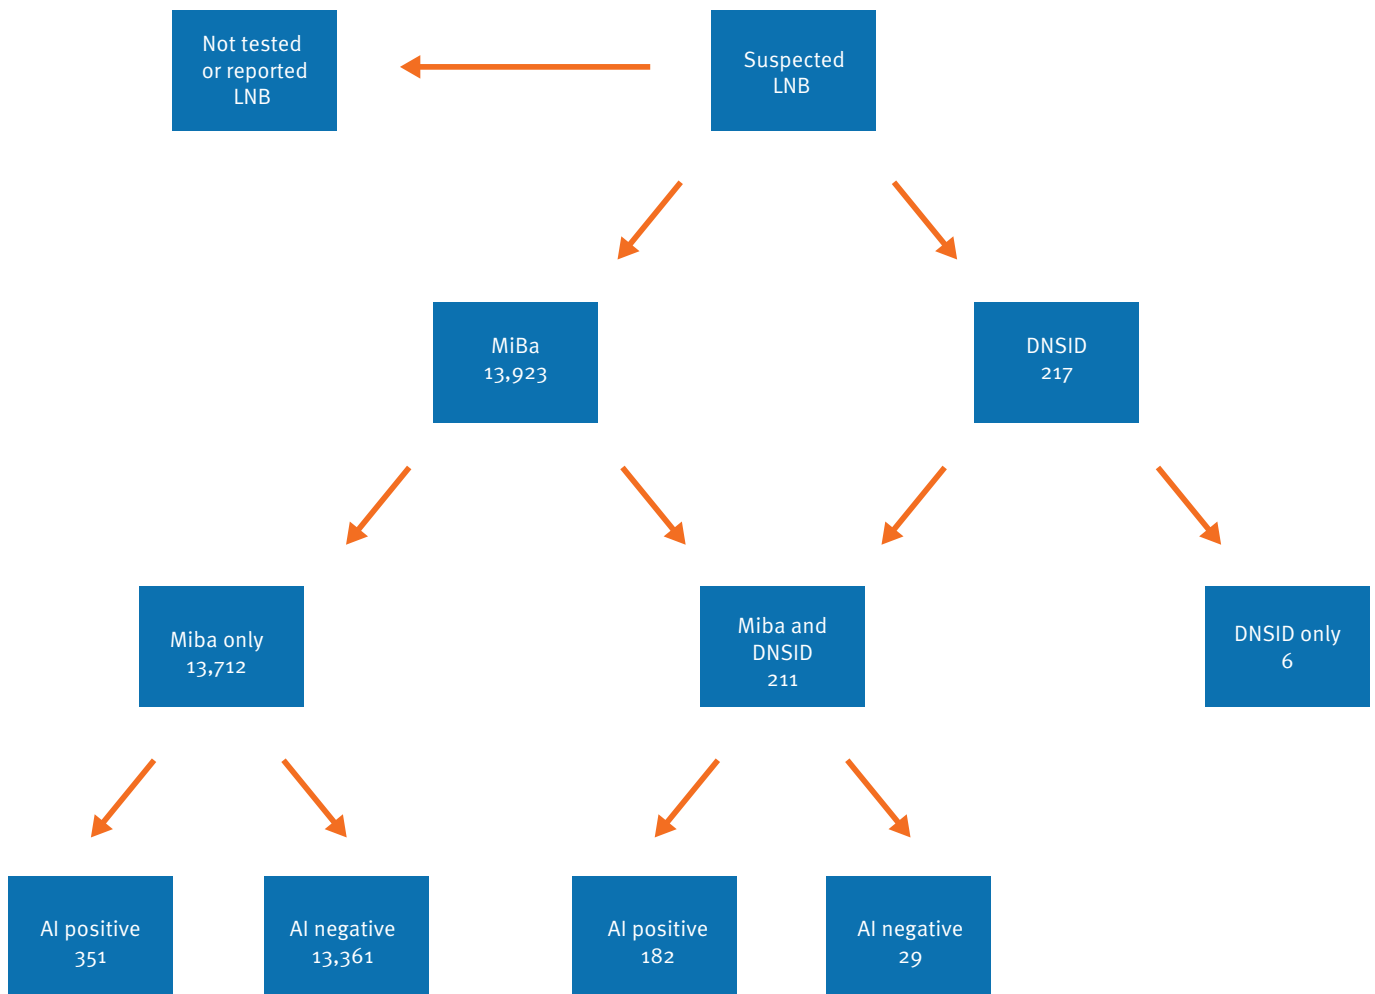 Not tested
or reported
LNB
Suspected
LNB
MiBa
13,923
DNSID
217
Miba only
13,712
Miba and
DNSID
211
DNSID only
6
AI positive
351
AI negative
13,361
AI positive
182
AI negative
29